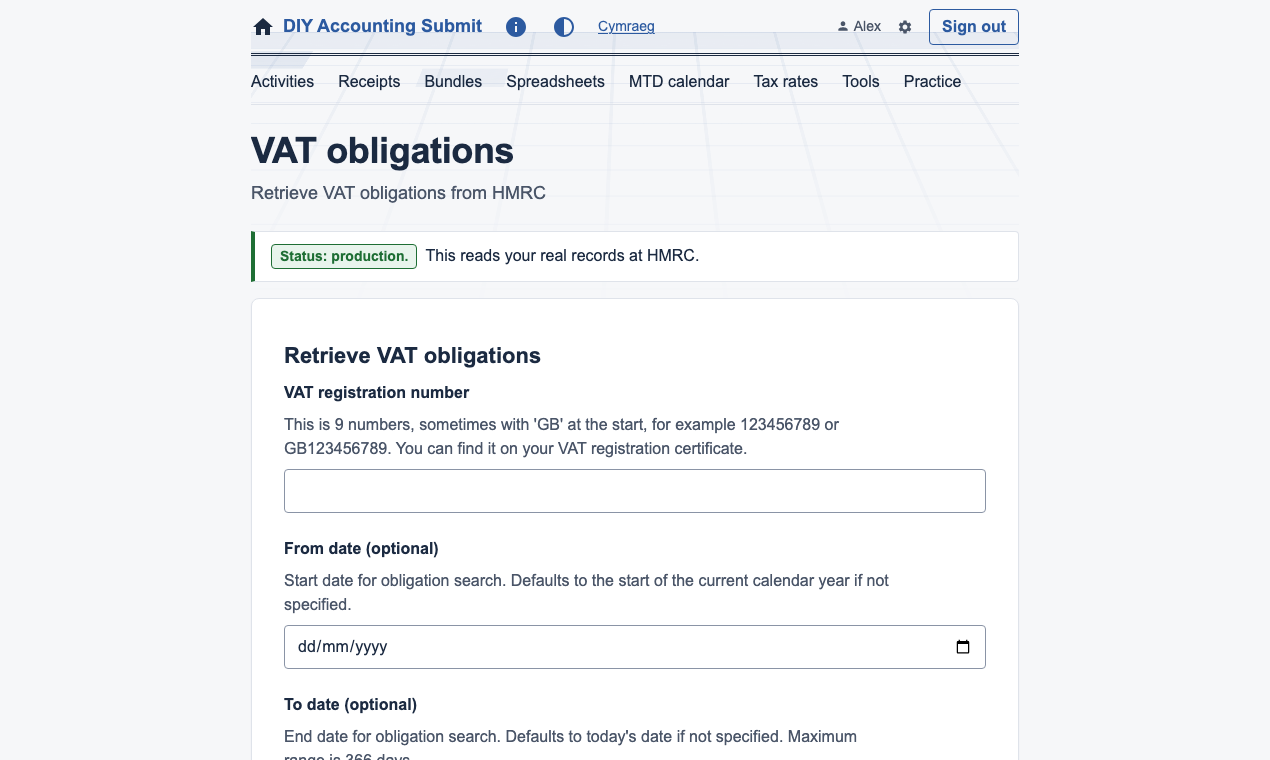 DIY Accounting Submit
Cymraeg
Alex
Sign out
Activities Receipts Bundles Spreadsheets MTD calendar Tax rates Tools Practice
VAT obligations
Retrieve VAT obligations from HMRC
Status: production. This reads your real records at HMRC.
Retrieve VAT obligations
VAT registration number
This is 9 numbers, sometimes with 'GB' at the start, for example 123456789 or
GB123456789. You can find it on your VAT registration certificate.
From date (optional)
Start date for obligation search. Defaults to the start of the current calendar year if not
specified.
dd/mm/yyyy
To date (optional)
End date for obligation search. Defaults to today's date if not specified. Maximum
range is 366 days.